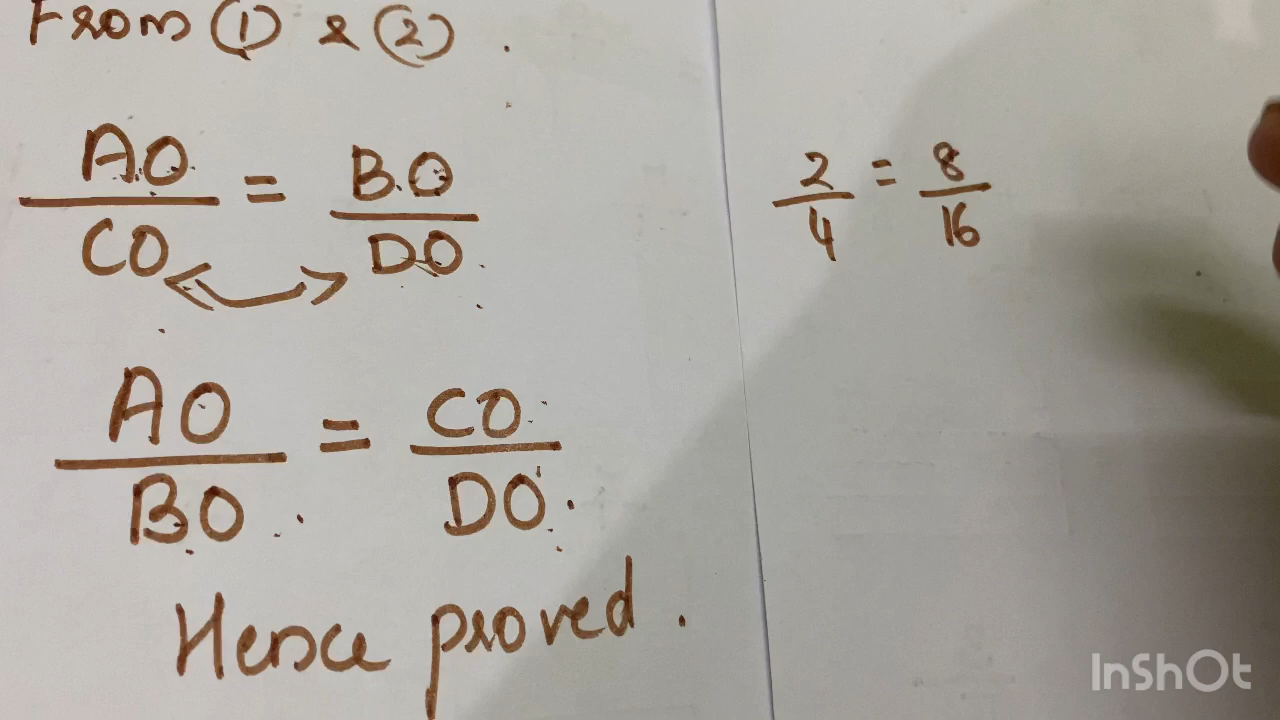 From (1) & (2).
AO/CO = BO/DO
AO/BO = CO/DO
Hence proved.
2/4 = 8/16
InShOt